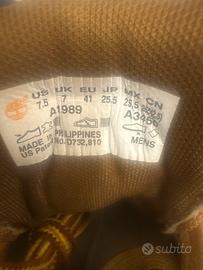 US UK EU JP MX CN
7.5 7 41 25.5 25.5
A1989 A3460
MADE IN PHILIPPINES
US Patent No/D732,810
MENS
subito